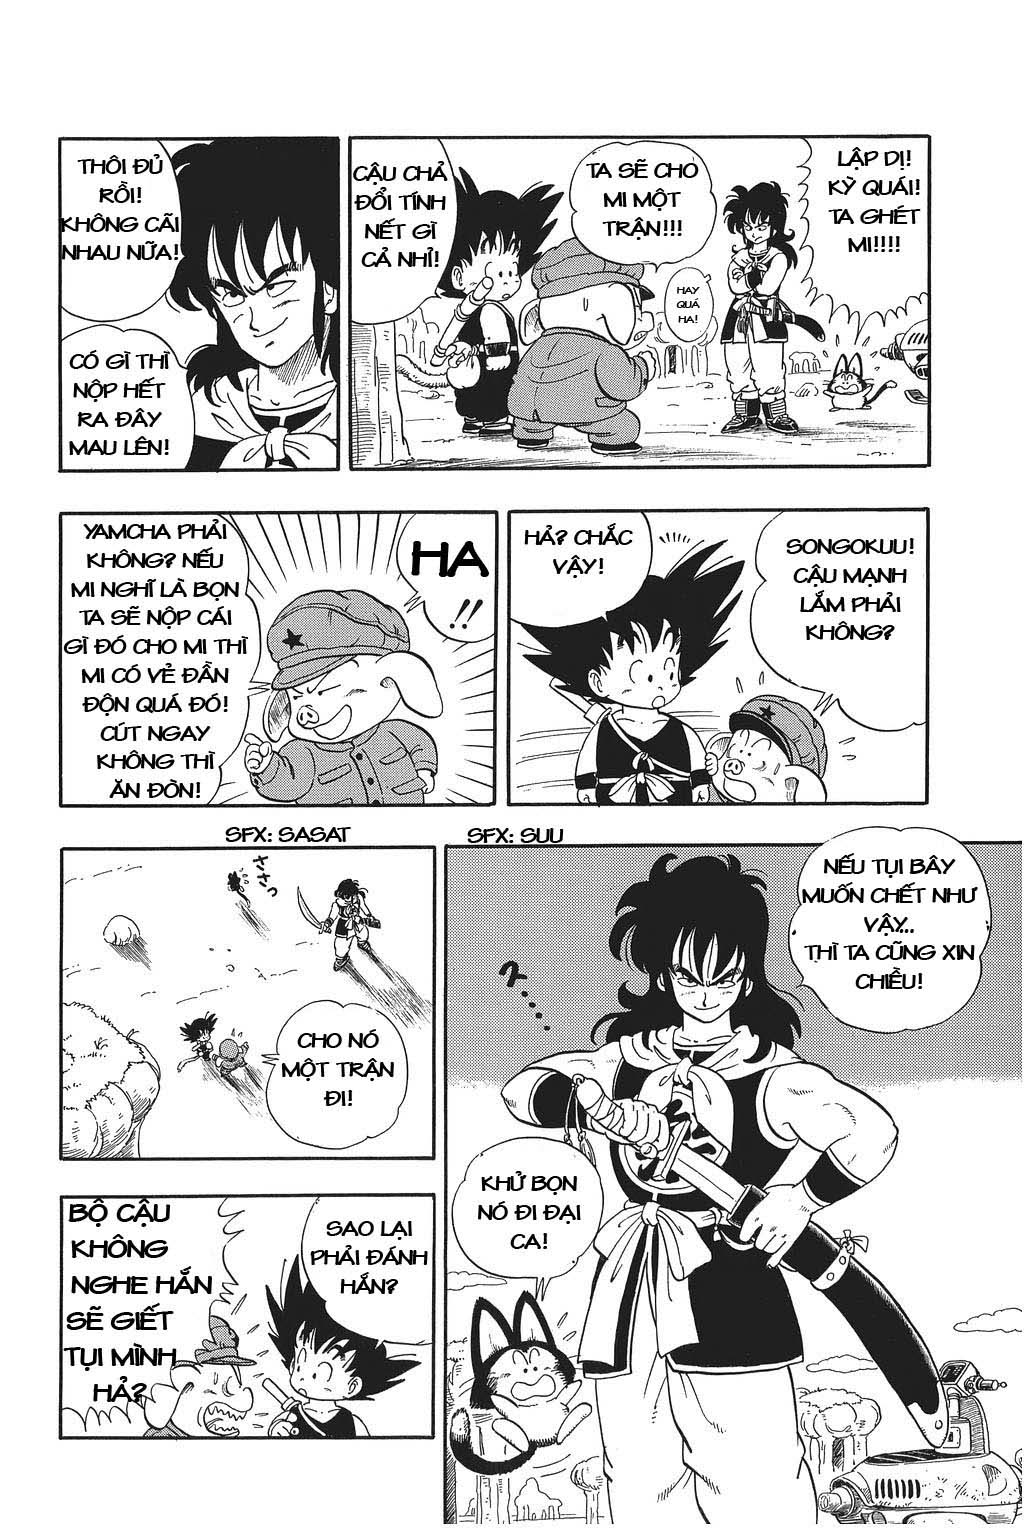 LẬP DỊ!
KỲ QUÁI!
TA GHÉT
MI!!!!
TA SẼ CHO
MI MỘT
TRẬN!!!
HAY
QUÁ
HA!
CẬU CHẢ
ĐỔI TÍNH
NẾT GÌ
CẢ NHỈ!
THÔI ĐỦ
RỒI!
KHÔNG CÃI
NHAU NỮA!
CÓ GÌ THÌ
NỘP HẾT
RA ĐÂY
MAU LÊN!
SONGOKUU!
CẬU MẠNH
LẮM PHẢI
KHÔNG?
HẢ? CHẮC
VẬY!
HA
!!
YAMCHA PHẢI
KHÔNG? NẾU
MI NGHĨ LÀ BỌN
TA SẼ NỘP CÁI
GÌ ĐÓ CHO MI THÌ
MI CÓ VẺ ĐẦN
ĐỘN QUÁ ĐÓ!
CÚT NGAY
KHÔNG THÌ
ĂN ĐÒN!
SFX: SUU
NẾU TỤI BÂY
MUỐN CHẾT NHƯ
VẬY...
THÌ TA CŨNG XIN
CHIỀU!
ス....
KHỬ BỌN
NÓ ĐI ĐẠI
CA!
SFX: SASAT
ささっ
CHO NÓ
MỘT TRẬN
ĐI!
SAO LẠI
PHẢI ĐÁNH
HẮN?
BỘ CẬU
KHÔNG
NGHE HẮN
SẼ GIẾT
TỤI MÌNH
HẢ?